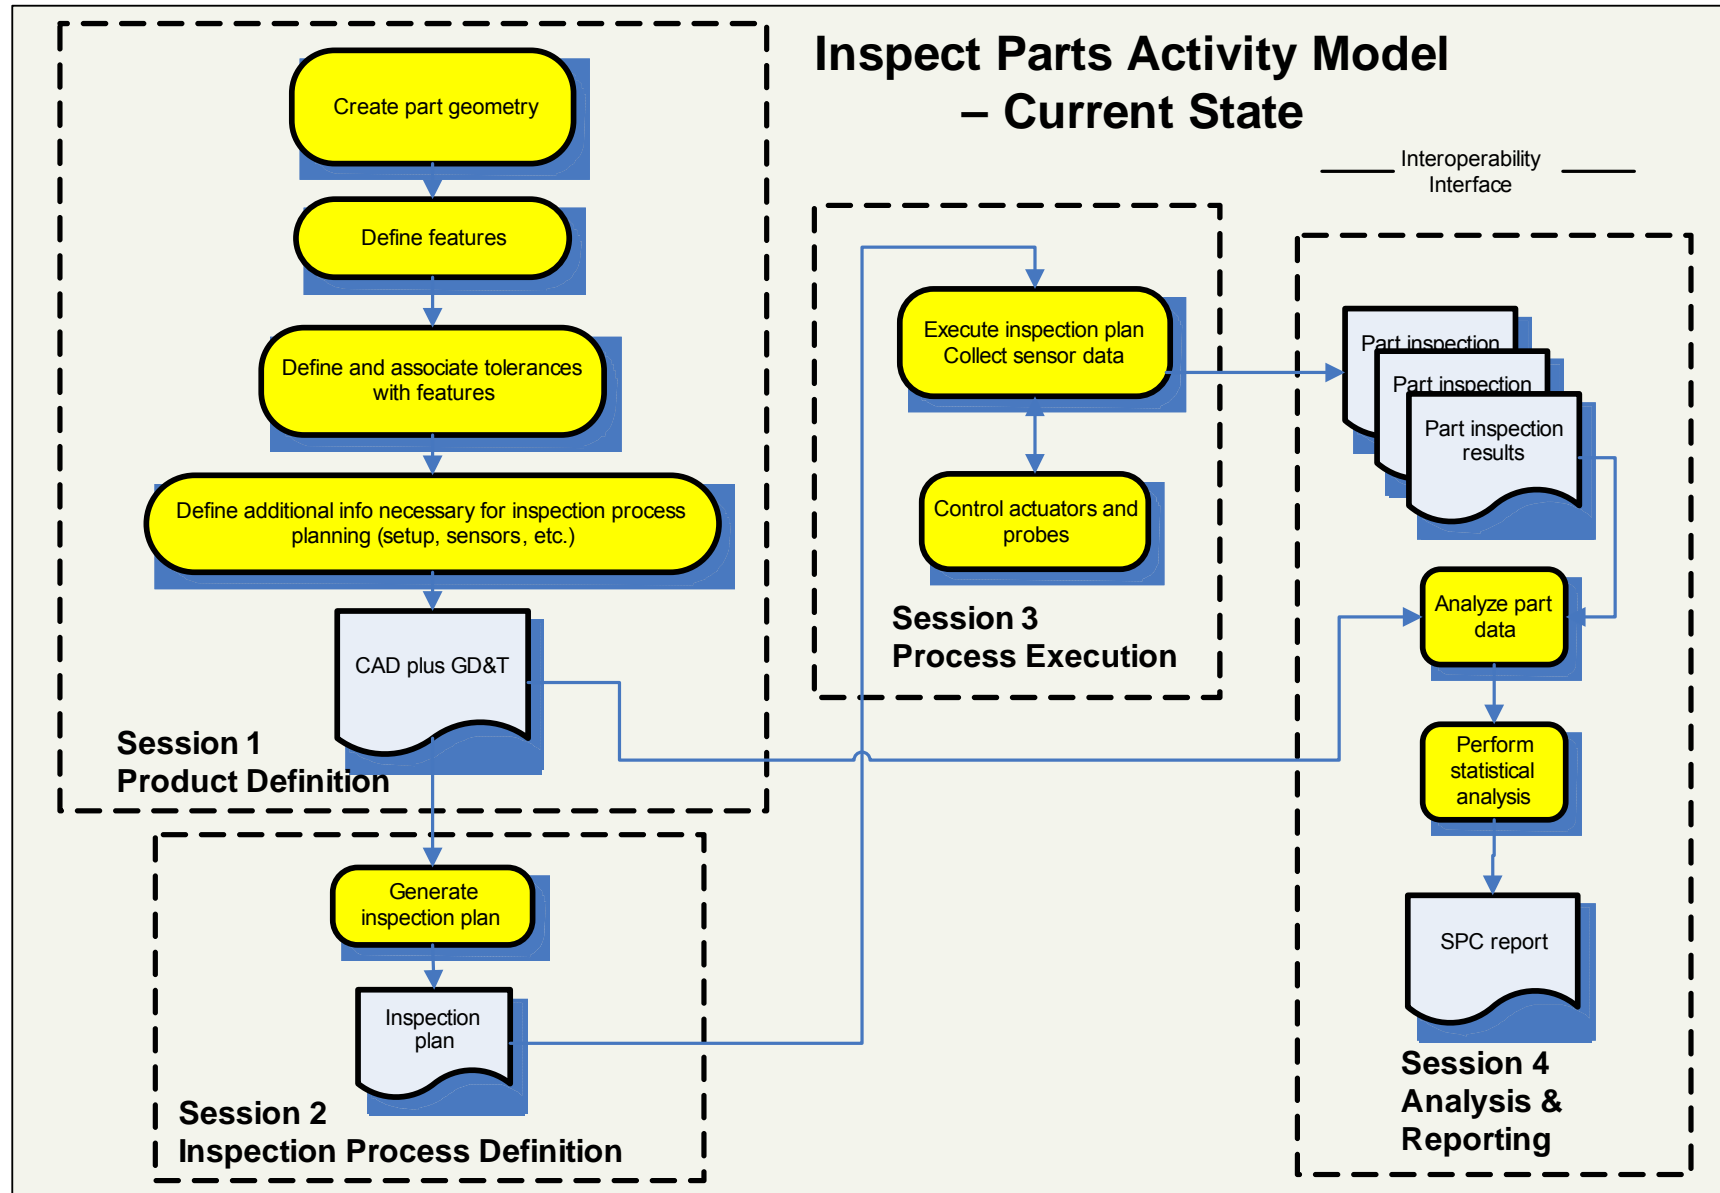 Inspect Parts Activity Model
– Current State
Create part geometry
Define features
Define and associate tolerances
with features
Define additional info necessary for inspection process
planning (setup, sensors, etc.)
CAD plus GD&T
Session 1
Product Definition
Generate
inspection plan
Inspection
plan
Session 2
Inspection Process Definition
Execute inspection plan
Collect sensor data
Control actuators and
probes
Session 3
Process Execution
Interoperability
Interface
Part inspection
Part inspection
Part inspection
results
Analyze part
data
Perform
statistical
analysis
SPC report
Session 4
Analysis &
Reporting